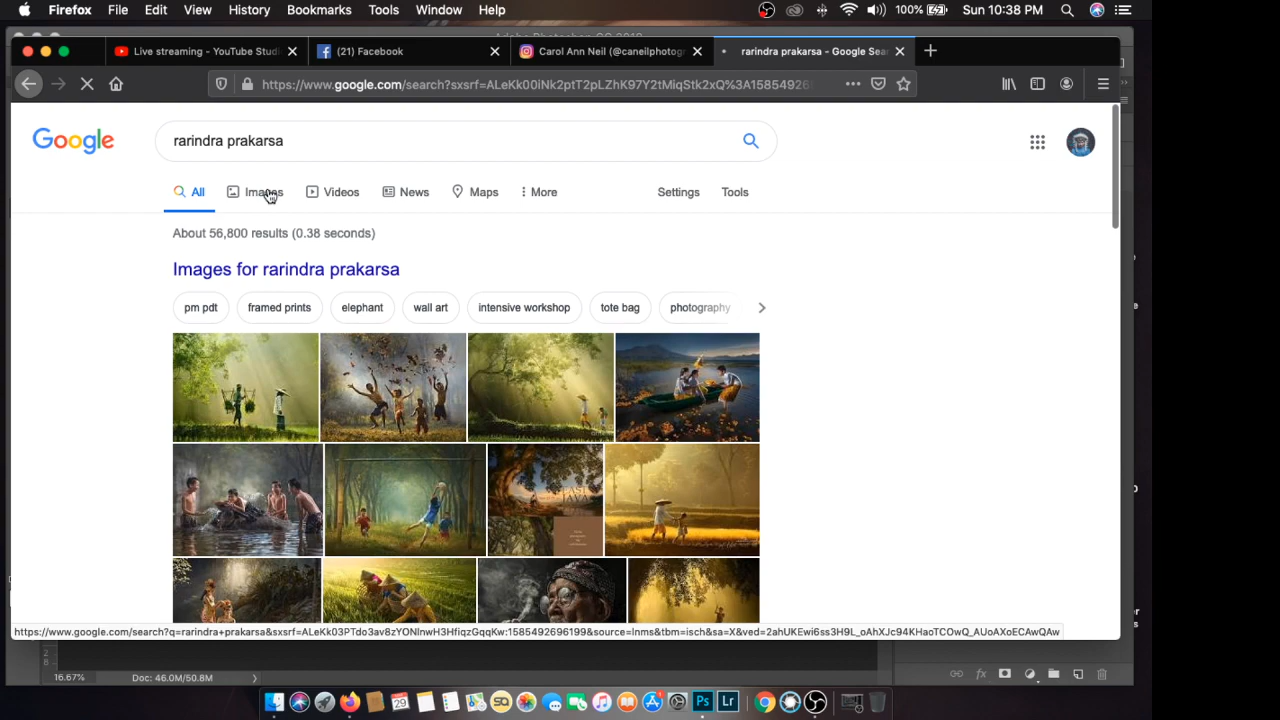 Firefox File Edit View History Bookmarks Tools Window Help 100% Sun 10:38 PM
Live streaming - YouTube Studi
(21) Facebook
Carol Ann Neil (@caneilphotogr
rarindra prakarsa - Google Sear
https://www.google.com/search?sxsrf=ALeKk00iNk2ptT2pLZhK97Y2tMiqStk2xQ%3A15854926
Google
rarindra prakarsa
All Images Videos News Maps More Settings Tools
About 56,800 results (0.38 seconds)
Images for rarindra prakarsa
pm pdt framed prints elephant wall art intensive workshop tote bag photography
https://www.google.com/search?q=rarindra+prakarsa&sxsrf=ALeKk03PTdo3av8zYONlnwH3HfiqzGqqKw:1585492696199&source=lnms&tbm=isch&sa=X&ved=2ahUKEwi6ss3H9L_oAhXJc94KHaoTCOwQ_AUoAXoECAwQAw
16.67% Doc: 46.0M/50.8M